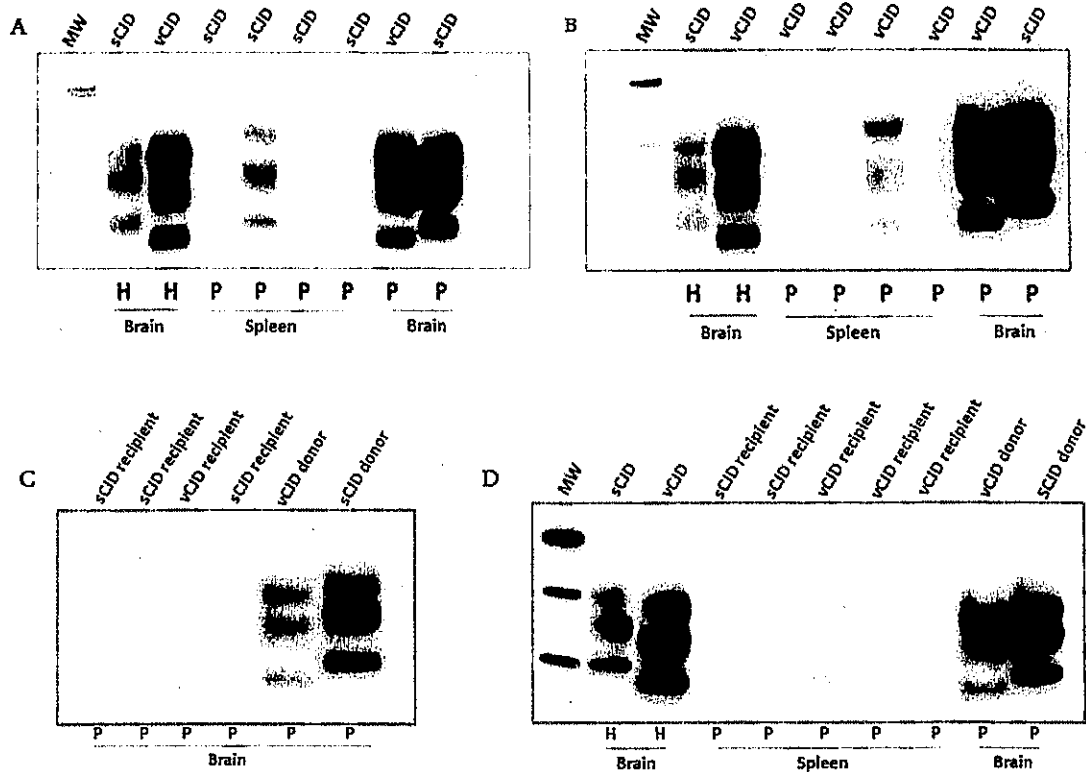 A
MW sCJD vCJD sCJD sCJD sCJD sCJD vCJD sCJD
H H P P P P P P
Brain Spleen Brain
B
MW sCJD vCJD vCJD vCJD vCJD vCJD vCJD sCJD
H H P P P P P P
Brain Spleen Brain
C
sCJD recipient sCJD recipient vCJD recipient sCJD recipient vCJD donor sCJD donor
P P P P P P
Brain
D
MW sCJD vCJD sCJD recipient sCJD recipient vCJD recipient vCJD recipient vCJD recipient vCJD donor sCJD donor
H H P P P P P P P
Brain Spleen Brain